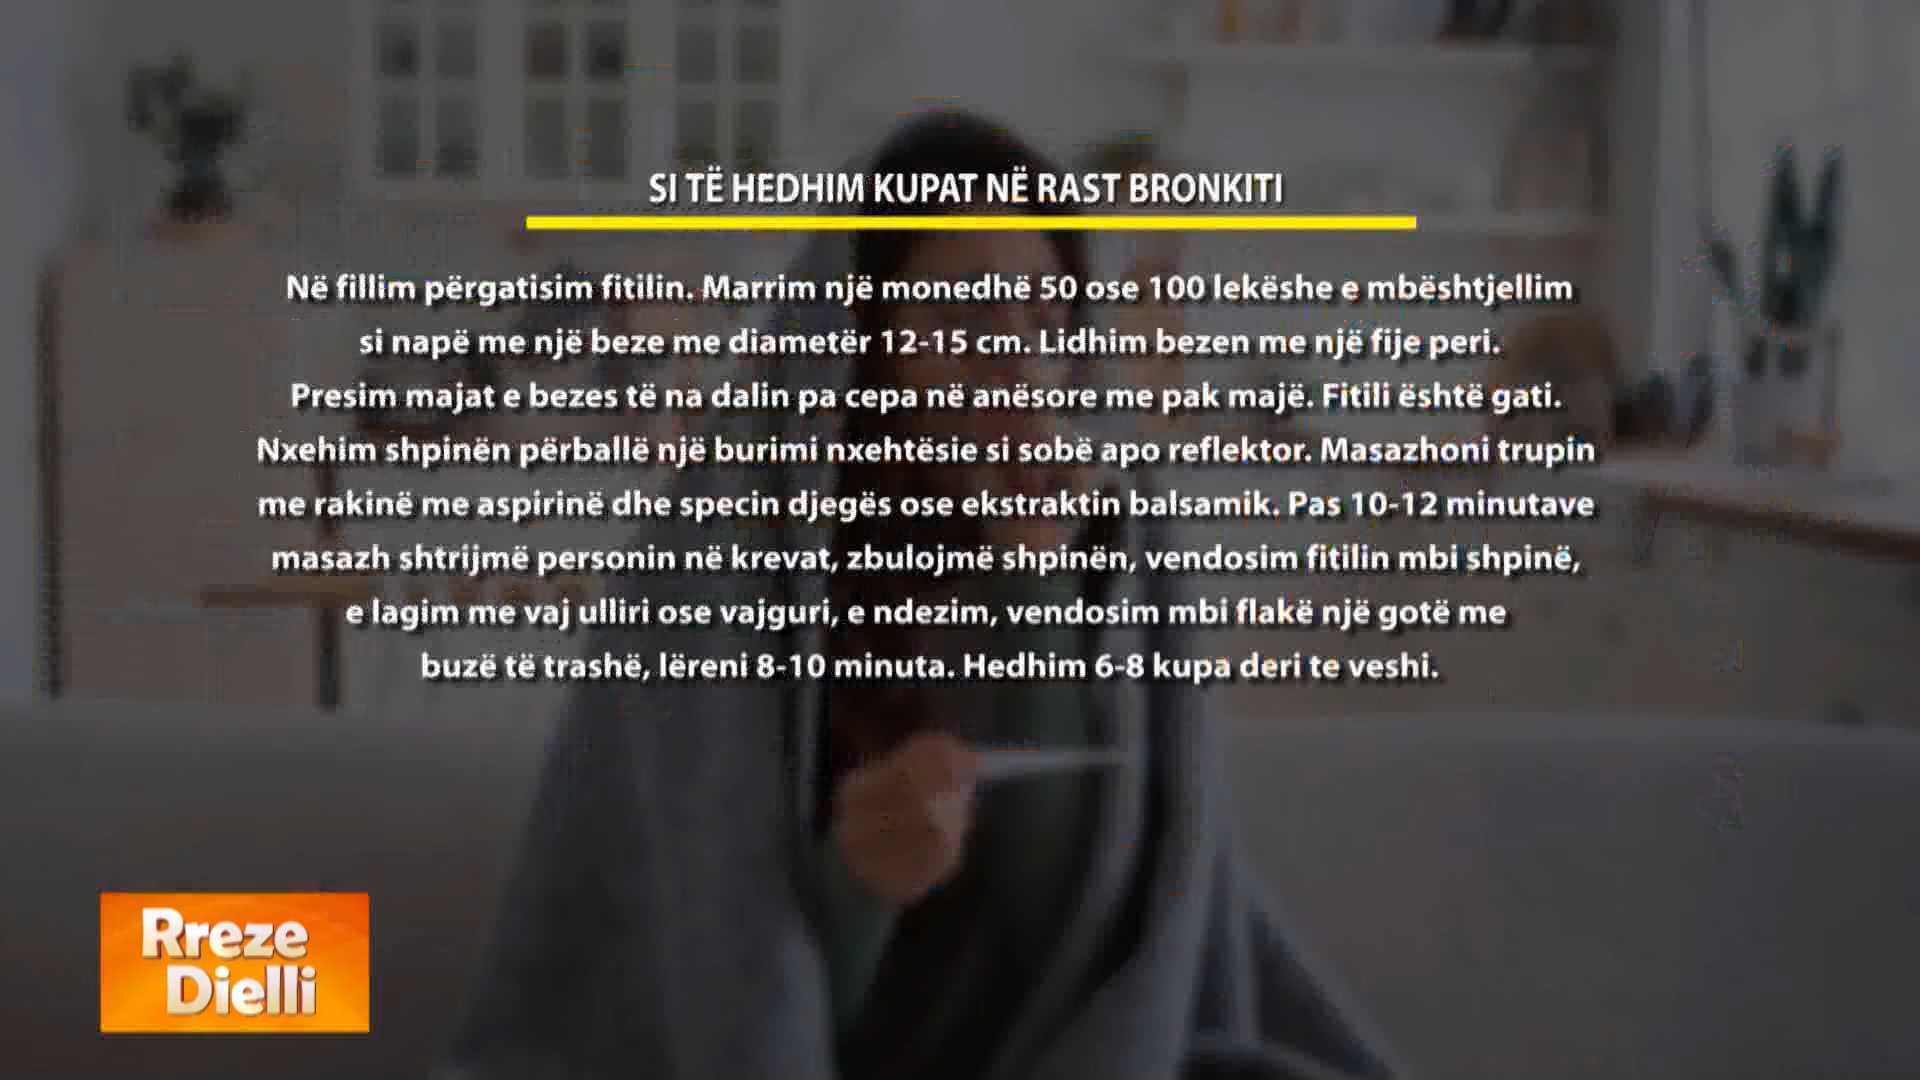 SI TË HEDHIM KUPAT NË RAST BRONKITI
Në fillim përgatisim fitilin. Marrim një monedhë 50 ose 100 lekëshe e mbështjellim
si napë me një beze me diametër 12-15 cm. Lidhim bezen me një fije peri.
Presim majat e bezes të na dalin pa cepa në anësore me pak majë. Fitili është gati.
Nxehim shpinën përballë një burimi nxehtësie si sobë apo reflektor. Masazhoni trupin
me rakinë me aspirinë dhe specin djegës ose ekstraktin balsamik. Pas 10-12 minutave
masazh shtrijmë personin në krevat, zbulojmë shpinën, vendosim fitilin mbi shpinë,
e lagim me vaj ulliri ose vajguri, e ndezim, vendosim mbi flakë një gotë me
buzë të trashë, lëreni 8-10 minuta. Hedhim 6-8 kupa deri te veshi.
Rreze
Dielli